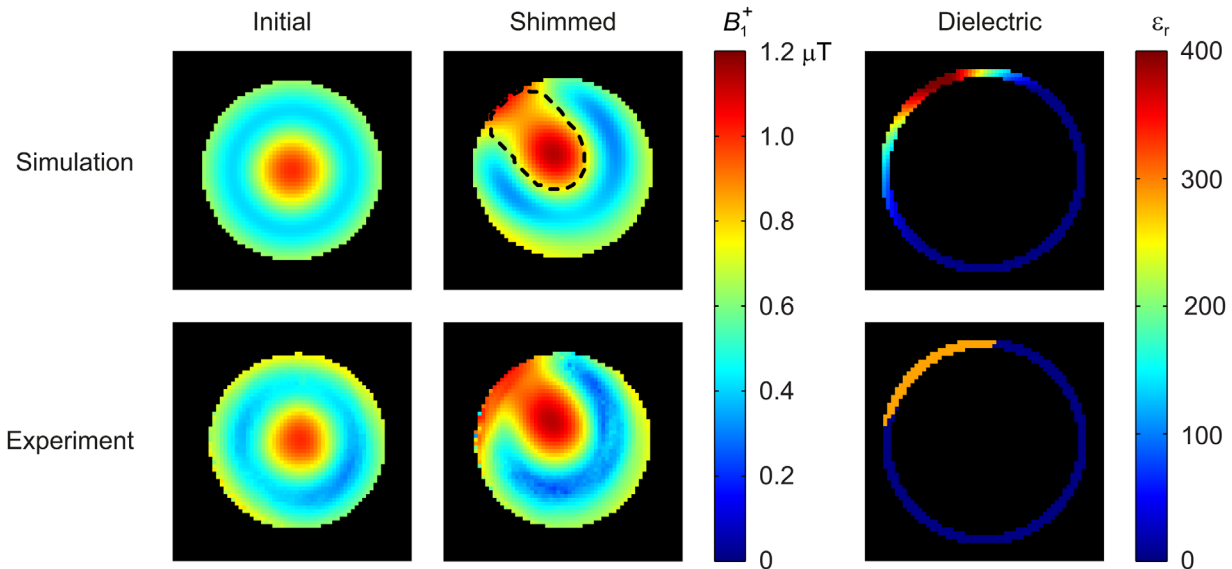 Initial
Shimmed
B₁⁺
Dielectric
εᵣ
1.2 μT
1.0
0.8
0.6
0.4
0.2
0
400
300
200
100
0
Simulation
Experiment